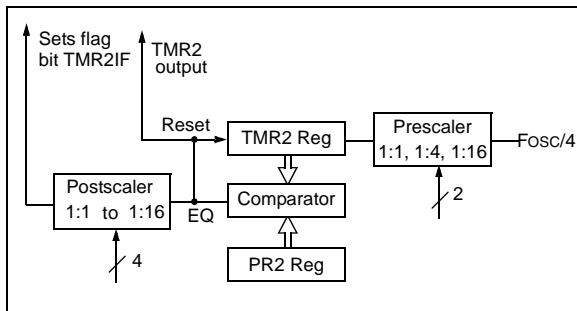 Sets flag
bit TMR2IF
TMR2
output
Reset
TMR2 Reg
Prescaler
1:1, 1:4, 1:16
FOSC/4
2
Postscaler
1:1 to 1:16
EQ
Comparator
4
PR2 Reg